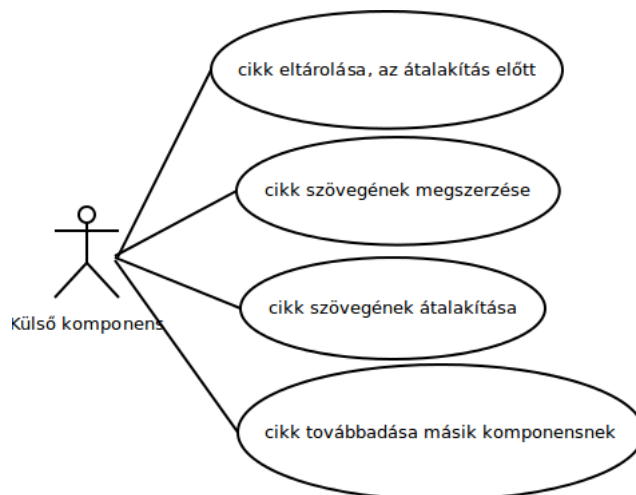 cikk eltárolása, az átalakítás előtt
cikk szövegének megszerzése
Külső komponens
cikk szövegének átalakítása
cikk továbbadása másik komponensnek